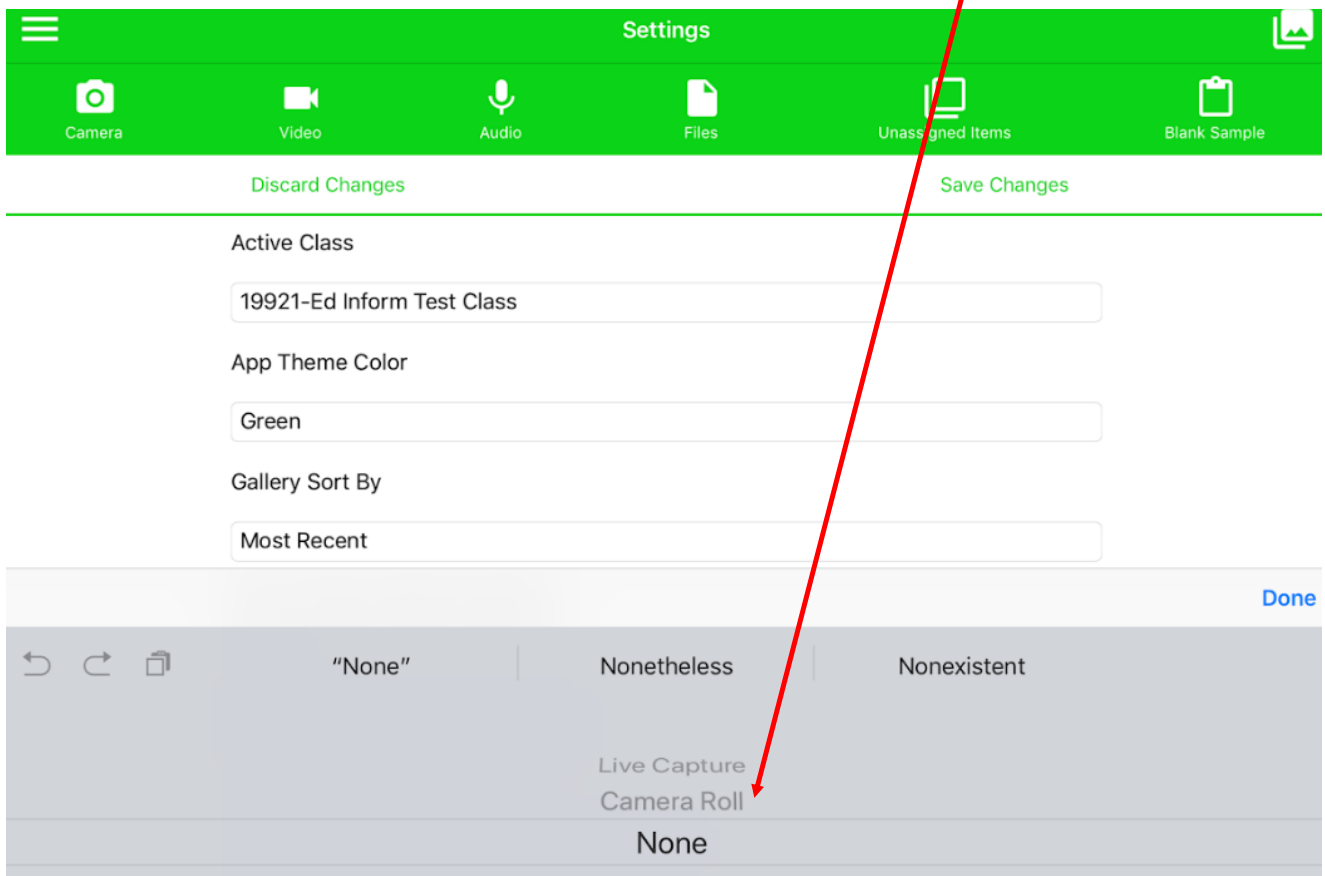 Settings
Camera Video Audio Files Unassigned Items Blank Sample
Discard Changes Save Changes
Active Class
19921-Ed Inform Test Class
App Theme Color
Green
Gallery Sort By
Most Recent
Done
“None” Nonetheless Nonexistent
Live Capture
Camera Roll
None